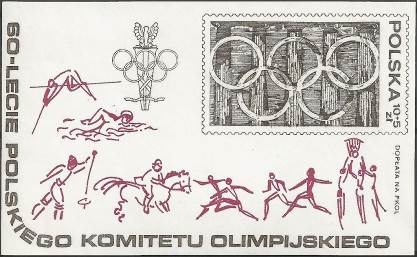 60-LECIE POLSKIEGO KOMITETU OLIMPIJSKIEGO
POLSKA 10+5
zł
DOPŁATA NA PKOL